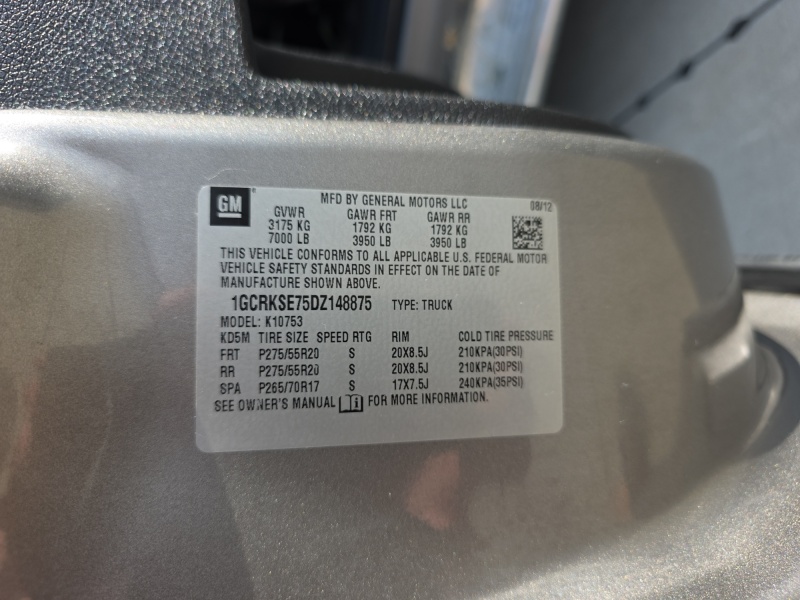 GM
MFD BY GENERAL MOTORS LLC 08/12
GVWR GAWR FRT GAWR RR
3175 KG 1792 KG 1792 KG
7000 LB 3950 LB 3950 LB
THIS VEHICLE CONFORMS TO ALL APPLICABLE U.S. FEDERAL MOTOR
VEHICLE SAFETY STANDARDS IN EFFECT ON THE DATE OF
MANUFACTURE SHOWN ABOVE.
1GCRKSE75DZ148875 TYPE: TRUCK
MODEL: K10753
KD5M TIRE SIZE SPEED RTG RIM COLD TIRE PRESSURE
FRT P275/55R20 S 20X8.5J 210KPA(30PSI)
RR P275/55R20 S 20X8.5J 210KPA(30PSI)
SPA P265/70R17 S 17X7.5J 240KPA(35PSI)
SEE OWNER'S MANUAL FOR MORE INFORMATION.